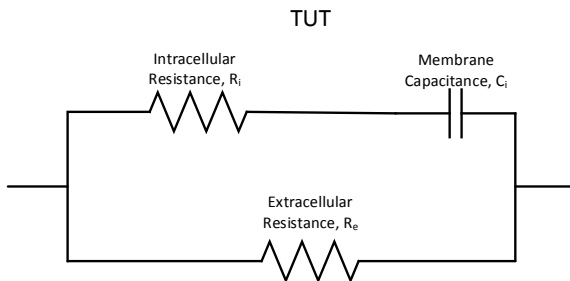 TUT
Intracellular
Resistance, Rᵢ
Membrane
Capacitance, Cᵢ
Extracellular
Resistance, Rₑ